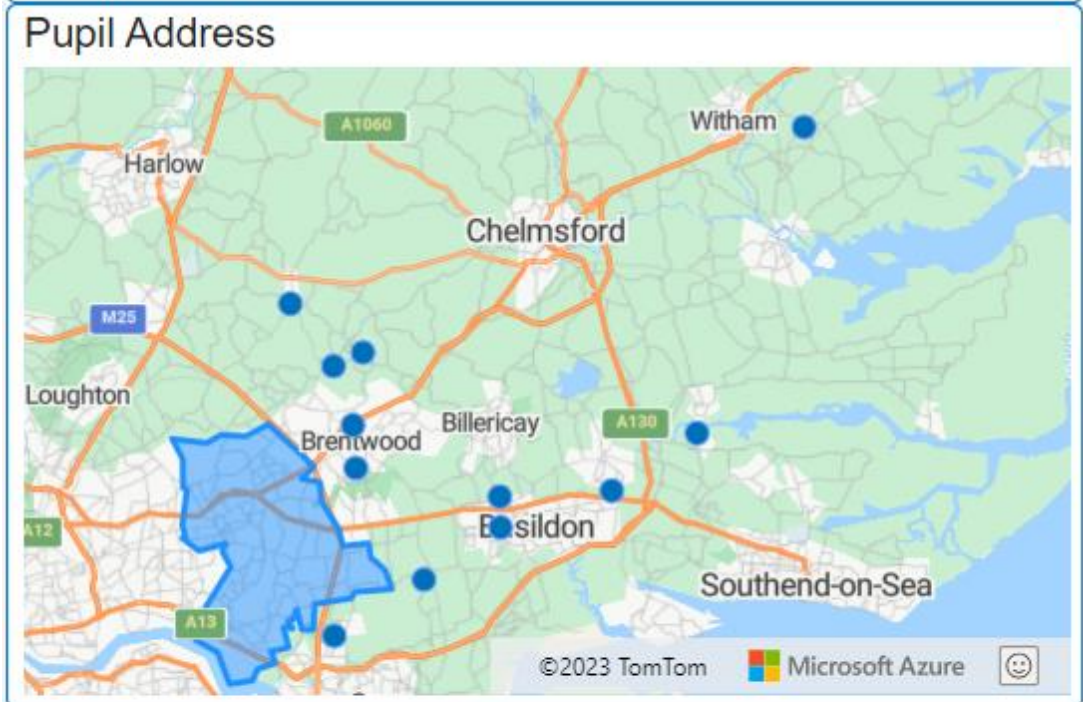 Pupil Address
A1060
Witham
Harlow
Chelmsford
M25
Loughton
Billericay
A130
Brentwood
A12
Basildon
Southend-on-Sea
A13
©2023 TomTom
Microsoft Azure